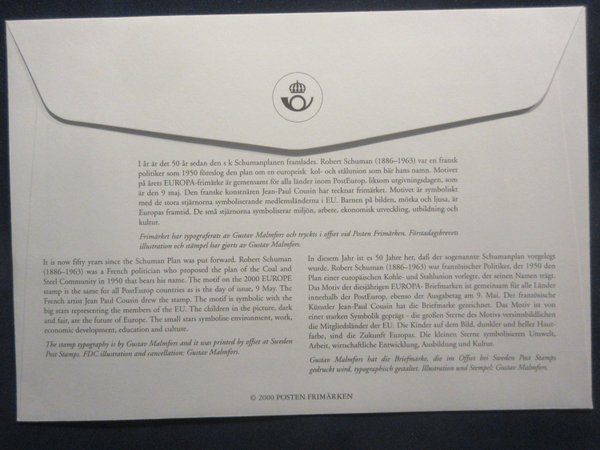 I år är det 50 år sedan den s k Schumanplanen framlades. Robert Schuman (1886–1963) var en fransk
politiker som 1950 föreslog den plan om en europeisk kol- och stålunion som bär hans namn. Motivet
på årets EUROPA-frimärke är gemensamt för alla länder inom PostEurop, liksom utgivningsdagen, som
är den 9 maj. Den franske konstnären Jean-Paul Cousin har tecknat frimärket. Motivet är symboliskt
med de stora stjärnorna symboliserande medlemsländerna i EU. Barnen på bilden, mörka och ljusa, är
Europas framtid. De små stjärnorna symboliserar miljön, arbete, ekonomisk utveckling, utbildning och
kultur.
Frimärket har typograferats av Gustav Malmfors och tryckts i offset vid Posten Frimärken. Förstadagsbrevets
illustration och stämpel har gjorts av Gustav Malmfors.
It is now fifty years since the Schuman Plan was put forward. Robert Schuman
(1886–1963) was a French politician who proposed the plan of the Coal and
Steel Community in 1950 that bears his name. The motif on the 2000 EUROPE
stamp is the same for all PostEurop countries as is the day of issue, 9 May. The
French artist Jean Paul Cousin drew the stamp. The motif is symbolic with the
big stars representing the members of the EU. The children in the picture, dark
and fair, are the future of Europe. The small stars symbolise environment, work,
economic development, education and culture.
The stamp typography is by Gustav Malmfors and it was printed by offset at Sweden
Post Stamps. FDC illustration and cancellation: Gustav Malmfors.
In diesem Jahr ist es 50 Jahre her, daß der sogenannte Schumanplan vorgelegt
wurde. Robert Schuman (1886–1963) war französischer Politiker, der 1950 den
Plan einer europäischen Kohle- und Stahlunion vorlegte, der seinen Namen trägt.
Das Motiv der diesjährigen EUROPA- Briefmarken ist gemeinsam für alle Länder
innerhalb der PostEurop, ebenso der Ausgabetag am 9. Mai. Der französische
Künstler Jean-Paul Cousin hat die Briefmarke gezeichnet. Das Motiv ist von
einer starken Symbolik geprägt - die großen Sterne des Motivs versinnbildlichen
die Mitgliedsländer der EU. Die Kinder auf dem Bild, dunkler und heller Haut-
farbe, sind die Zukunft Europas. Die kleinen Sterne symbolisieren Umwelt,
Arbeit, wirtschaftliche Entwicklung, Ausbildung und Kultur.
Gustav Malmfors hat die Briefmarke, die im Offset bei Sweden Post Stamps
gedruckt wird, typographisch gestaltet. Illustration und Stempel: Gustav Malmfors.
© 2000 POSTEN FRIMÄRKEN